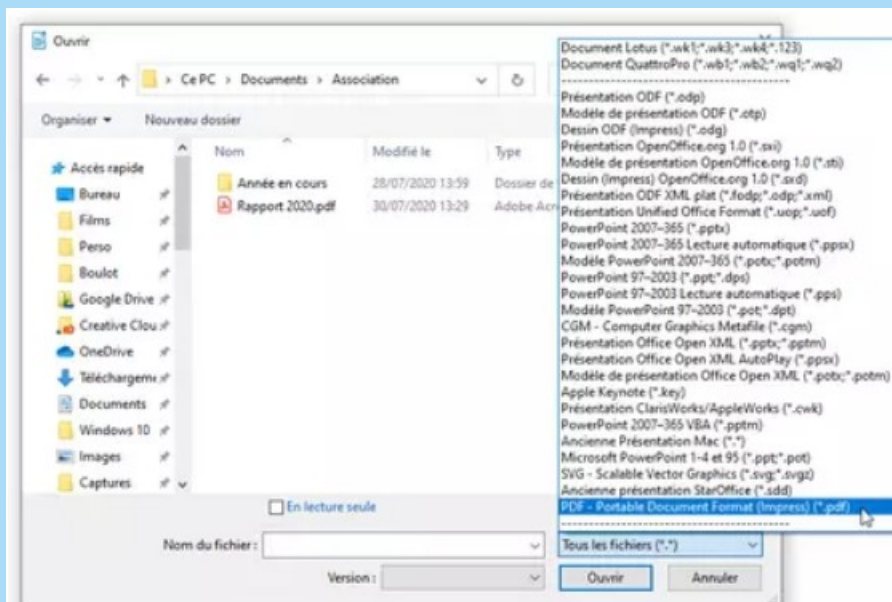 Ouvrir
Ce PC > Documents > Association
Organiser
Nouveau dossier
Nom
Modifié le
Type
Accès rapide
Bureau
Films
Perso
Boulot
Google Drive
Creative Clou
OneDrive
Téléchargeme
Documents
Windows 10
Images
Captures
Année en cours
28/07/2020 13:59
Dossier de
Rapport 2020.pdf
30/07/2020 13:29
Adobe Acr
Document Lotus (*.wk1;*.wk3;*.wk4;*.123)
Document QuattroPro (*.wb1;*.wb2;*.wq1;*.wq2)
----------------------------------------
Présentation ODF (*.odp)
Modèle de présentation ODF (*.otp)
Dessin ODF (Impress) (*.odg)
Présentation OpenOffice.org 1.0 (*.sxi)
Modèle de présentation OpenOffice.org 1.0 (*.sti)
Dessin (Impress) OpenOffice.org 1.0 (*.sxd)
Présentation ODF XML plat (*.fodp;*.odp;*.xml)
Présentation Unified Office Format (*.uop;*.uof)
PowerPoint 2007–365 (*.pptx)
PowerPoint 2007–365 Lecture automatique (*.ppsx)
Modèle PowerPoint 2007–365 (*.potx;*.potm)
PowerPoint 97–2003 (*.ppt;*.dps)
PowerPoint 97–2003 Lecture automatique (*.pps)
Modèle PowerPoint 97–2003 (*.pot;*.dpt)
CGM - Computer Graphics Metafile (*.cgm)
Présentation Office Open XML (*.pptx;*.pptm)
Présentation Office Open XML AutoPlay (*.ppsx)
Modèle de présentation Office Open XML (*.potx;*.potm)
Apple Keynote (*.key)
Présentation ClarisWorks/AppleWorks (*.cwk)
PowerPoint 2007–365 VBA (*.pptm)
Ancienne Présentation Mac (*.*)
Microsoft PowerPoint 1-4 et 95 (*.ppt;*.pot)
SVG - Scalable Vector Graphics (*.svg;*.svgz)
Ancienne présentation StarOffice (*.sdd)
PDF - Portable Document Format (Impress) (*.pdf)
----------------------------------------
En lecture seule
Nom du fichier :
Tous les fichiers (*.*)
Version :
Ouvrir
Annuler